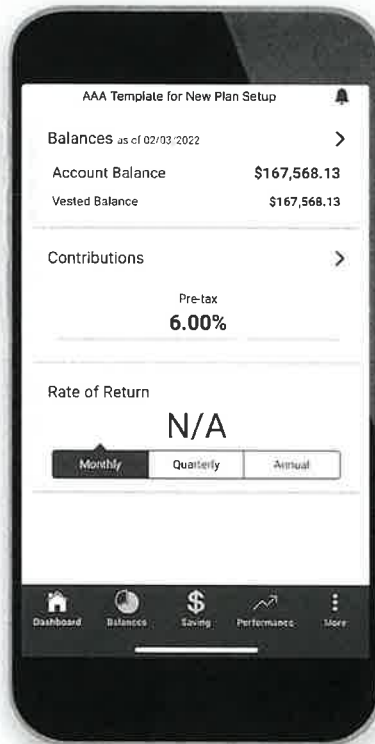 AAA Template for New Plan Setup
Balances as of 02/03/2022
Account Balance $167,568.13
Vested Balance $167,568.13
Contributions
Pre-tax
6.00%
Rate of Return
N/A
Monthly Quarterly Annual
Dashboard Balances Saving Performance More